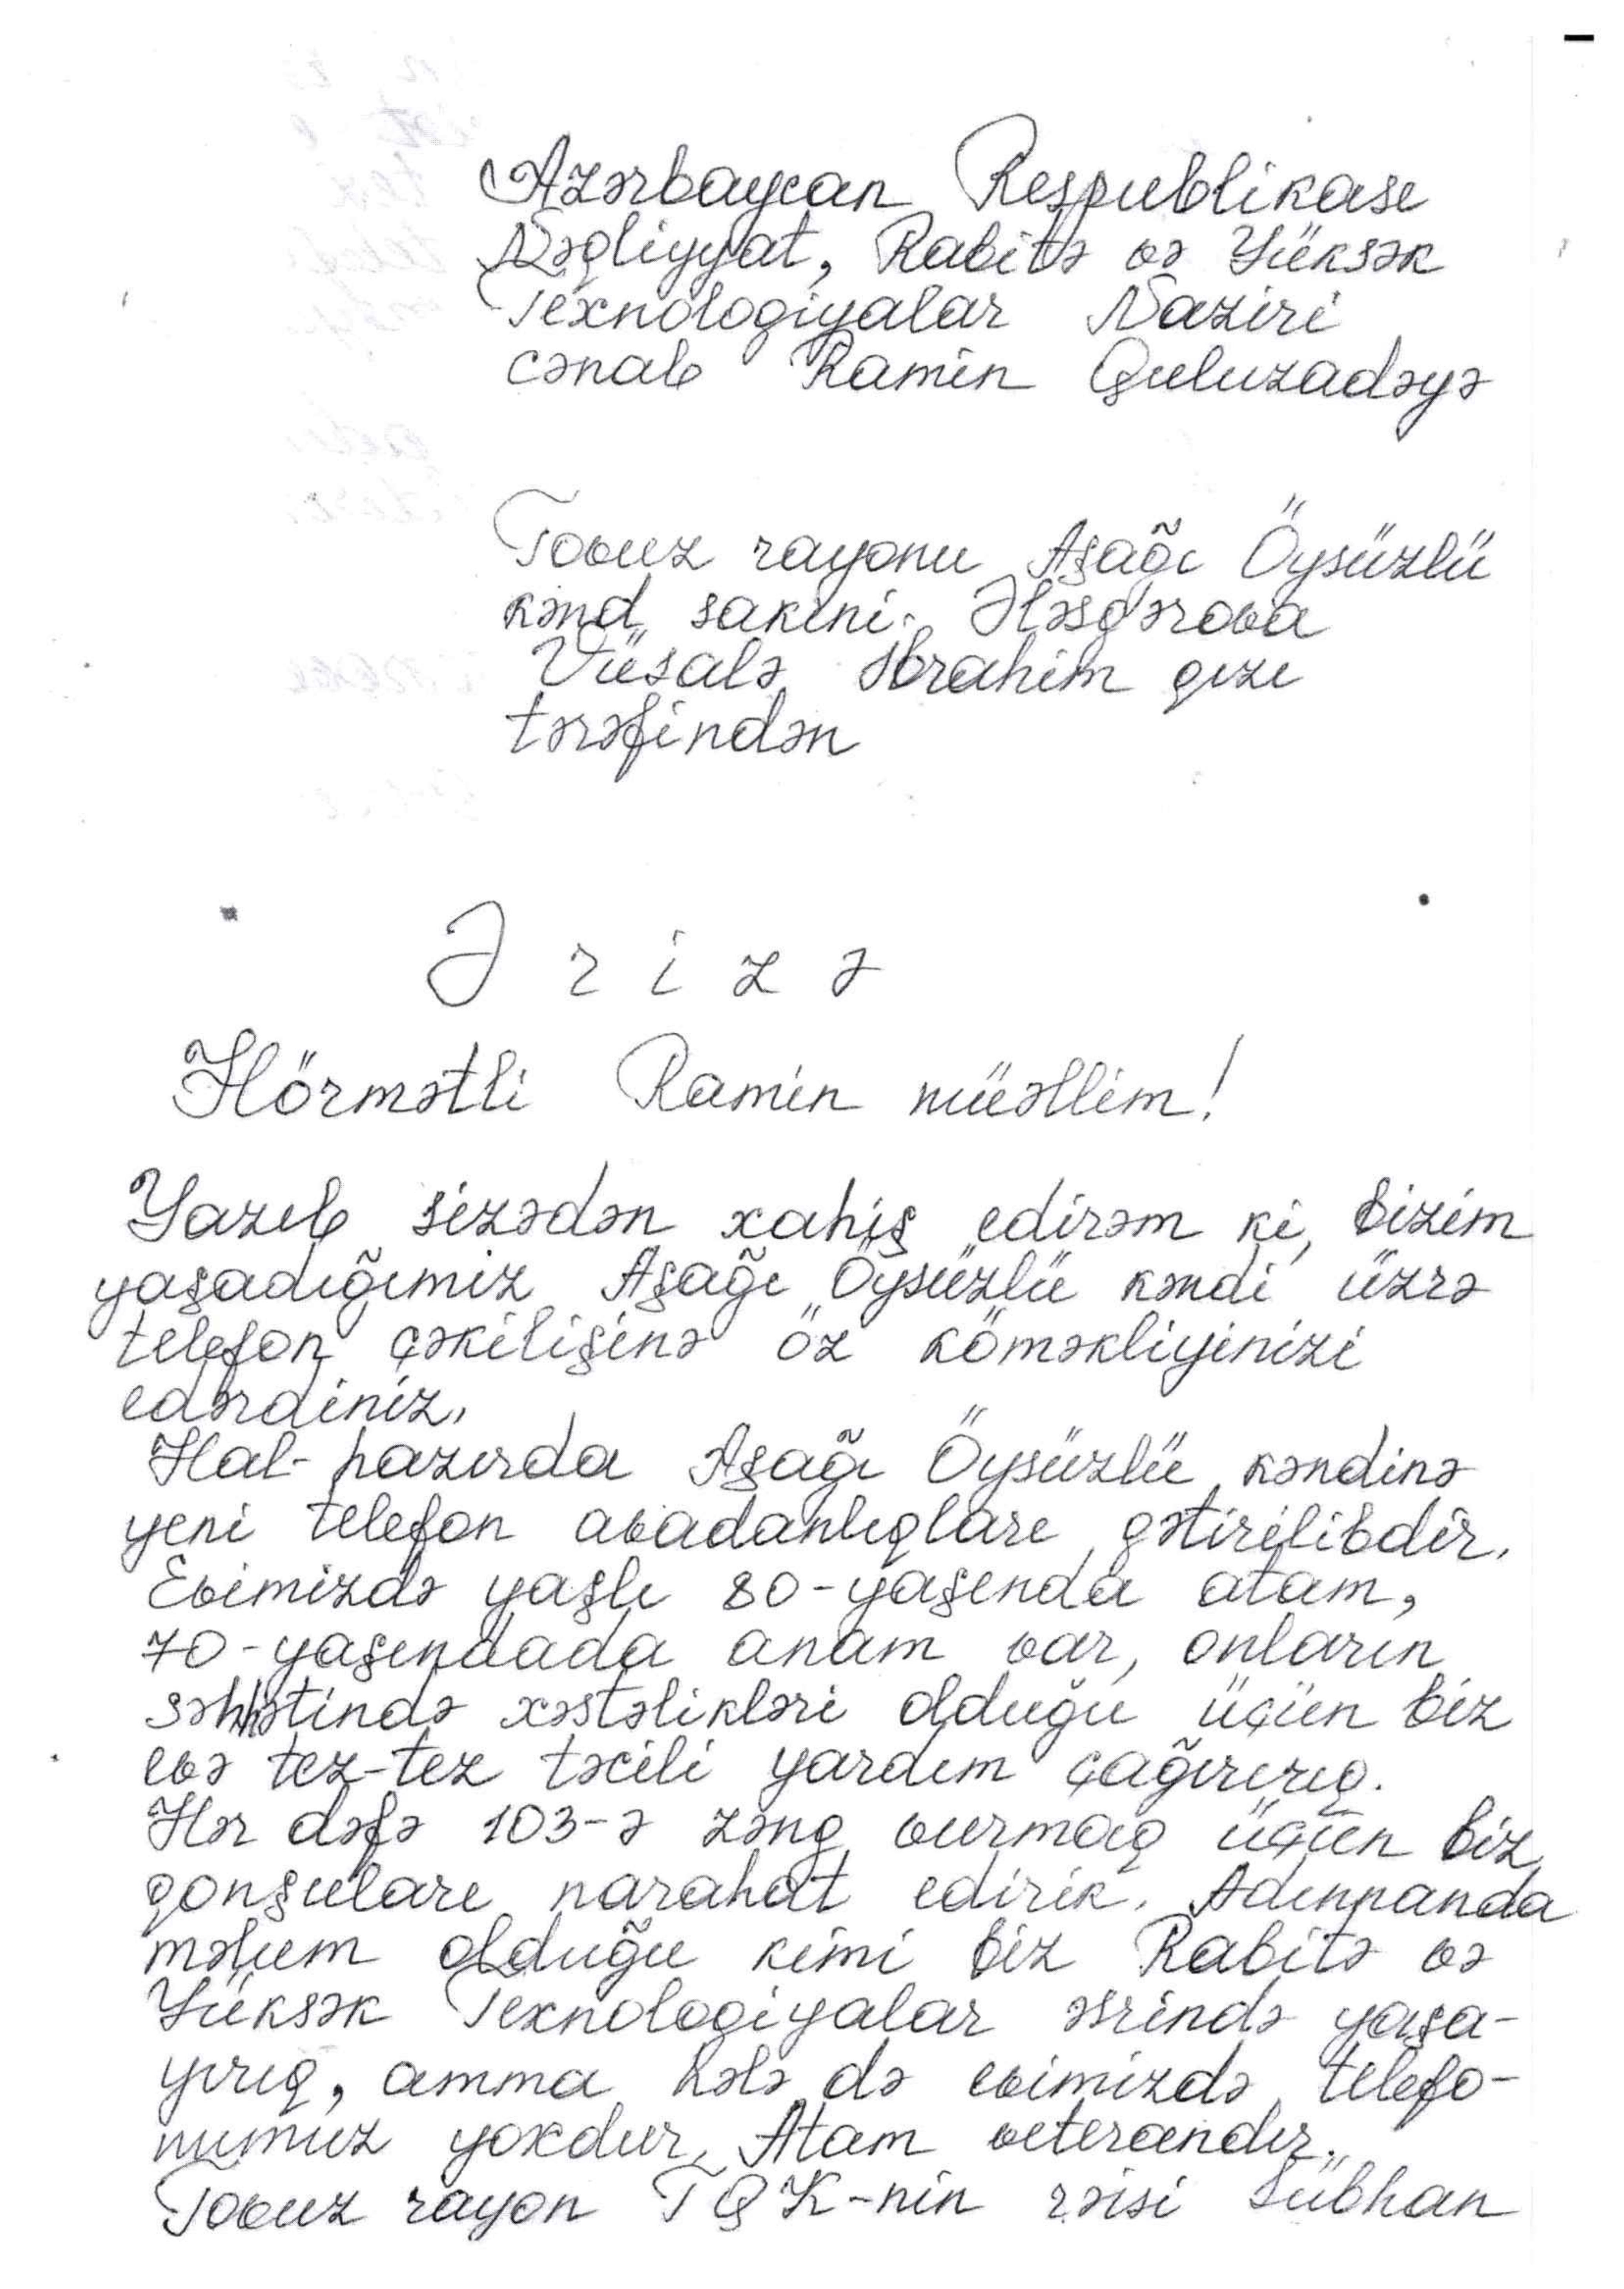 Azərbaycan Respublikası
Nəqliyyat, Rabitə və Yüksək
Texnologiyalar Naziri
cənab Ramin Quluzadəyə
Tovuz rayonu Aşağı Öysüzlü
kənd sakini. Ələsgərova
Vüsalə İbrahim qızı
tərəfindən
Ərizə
Hörmətli Ramin müəllim!
Yazıb sizədən xahiş edirəm ki, bizim
yaşadığımız Aşağı Öysüzlü kəndi üzrə
telefon çəkilişinə öz köməkliyinizi
edərdiniz.
Hal-hazırda Aşağı Öysüzlü kəndinə
yeni telefon avadanlıqları gətirilibdir.
Evimizdə yaşlı 80-yaşında atam,
70-yaşındada anam var, onların
səhhətində xəstəlikləri olduğu üçün biz
evə tez-tez təcili yardım çağırırıq.
Hər dəfə 103-ə zəng vurmaq üçün biz
qonşuları narahat edirik.
məlum olduğu kimi biz Rabitə və
Yüksək Texnologiyalar əsrində yaşa-
yırıq, amma hələ də evimizdə telefo-
numuz yoxdur. Atam veterandır.
Tovuz rayon TQK-nin rəisi Sübhan